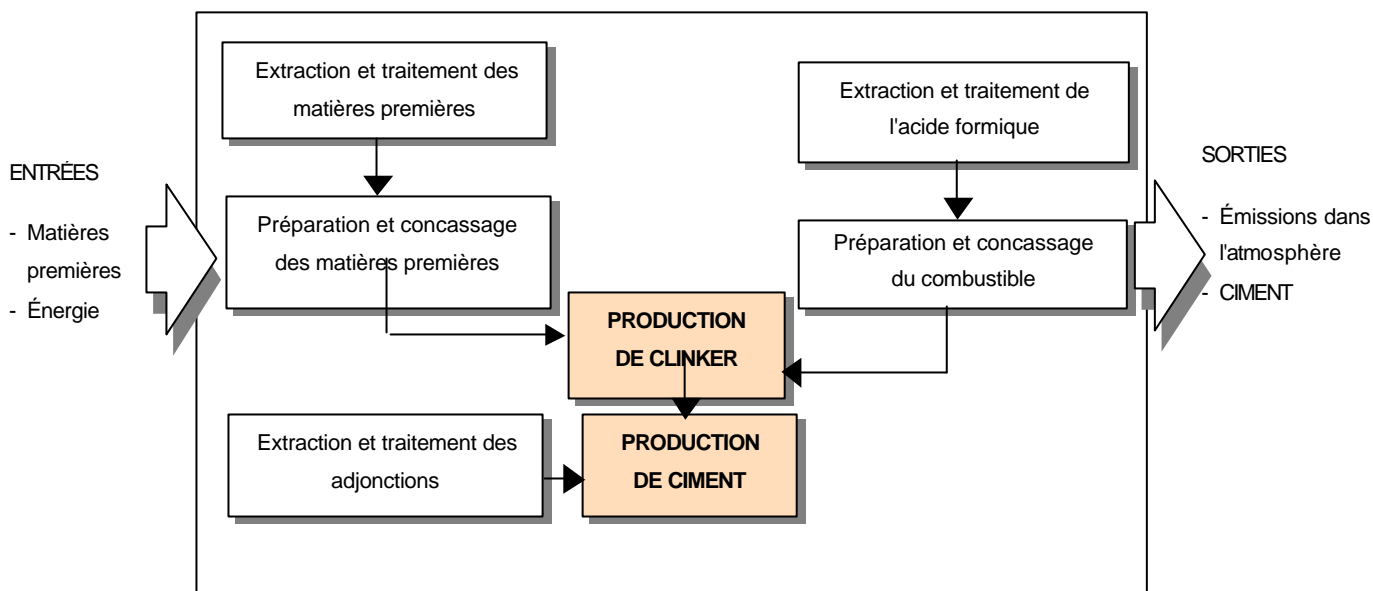 Extraction et traitement des
matières premières
Extraction et traitement de
l'acide formique
ENTRÉES
- Matières
premières
- Énergie
Préparation et concassage
des matières premières
Préparation et concassage
du combustible
SORTIES
- Émissions dans
l'atmosphère
- CIMENT
PRODUCTION
DE CLINKER
Extraction et traitement des
adjonctions
PRODUCTION
DE CIMENT